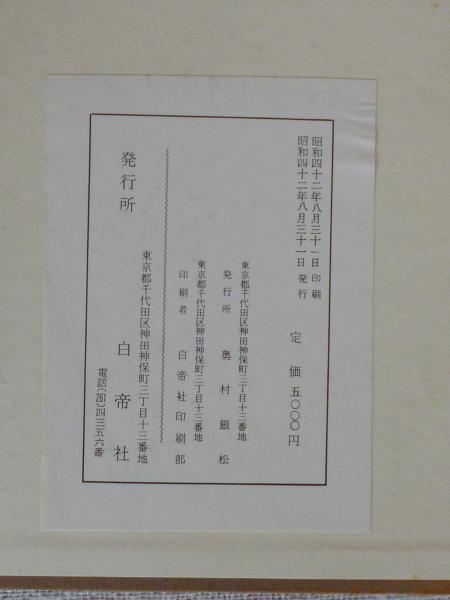 昭和四十二年八月三十一日 印刷
昭和四十二年八月三十一日 発行
定価 五〇〇〇円
東京都千代田区神田神保町三丁目十三番地
発行所 奥村銀松
東京都千代田区神田神保町三丁目十三番地
印刷者 白帝社印刷部
東京都千代田区神田神保町三丁目十三番地
発行所 白帝社
電話(261)四三五六番